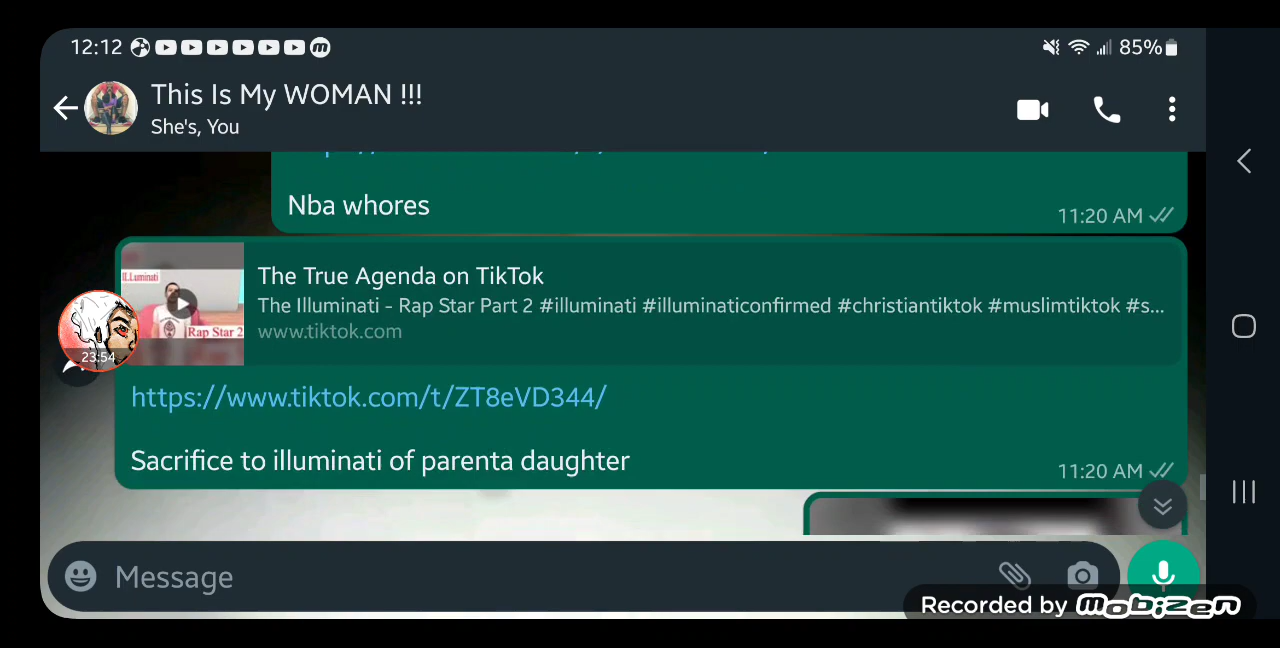 12:12
85%
This Is My WOMAN !!!
She's, You
Nba whores
11:20 AM
ILLuminati
Rap Star 2
The True Agenda on TikTok
The Illuminati - Rap Star Part 2 #illuminati #illuminaticonfirmed #christiantiktok #muslimtiktok #s...
www.tiktok.com
23:54
https://www.tiktok.com/t/ZT8eVD344/
Sacrifice to illuminati of parenta daughter
11:20 AM
Message
Recorded by Mobizen